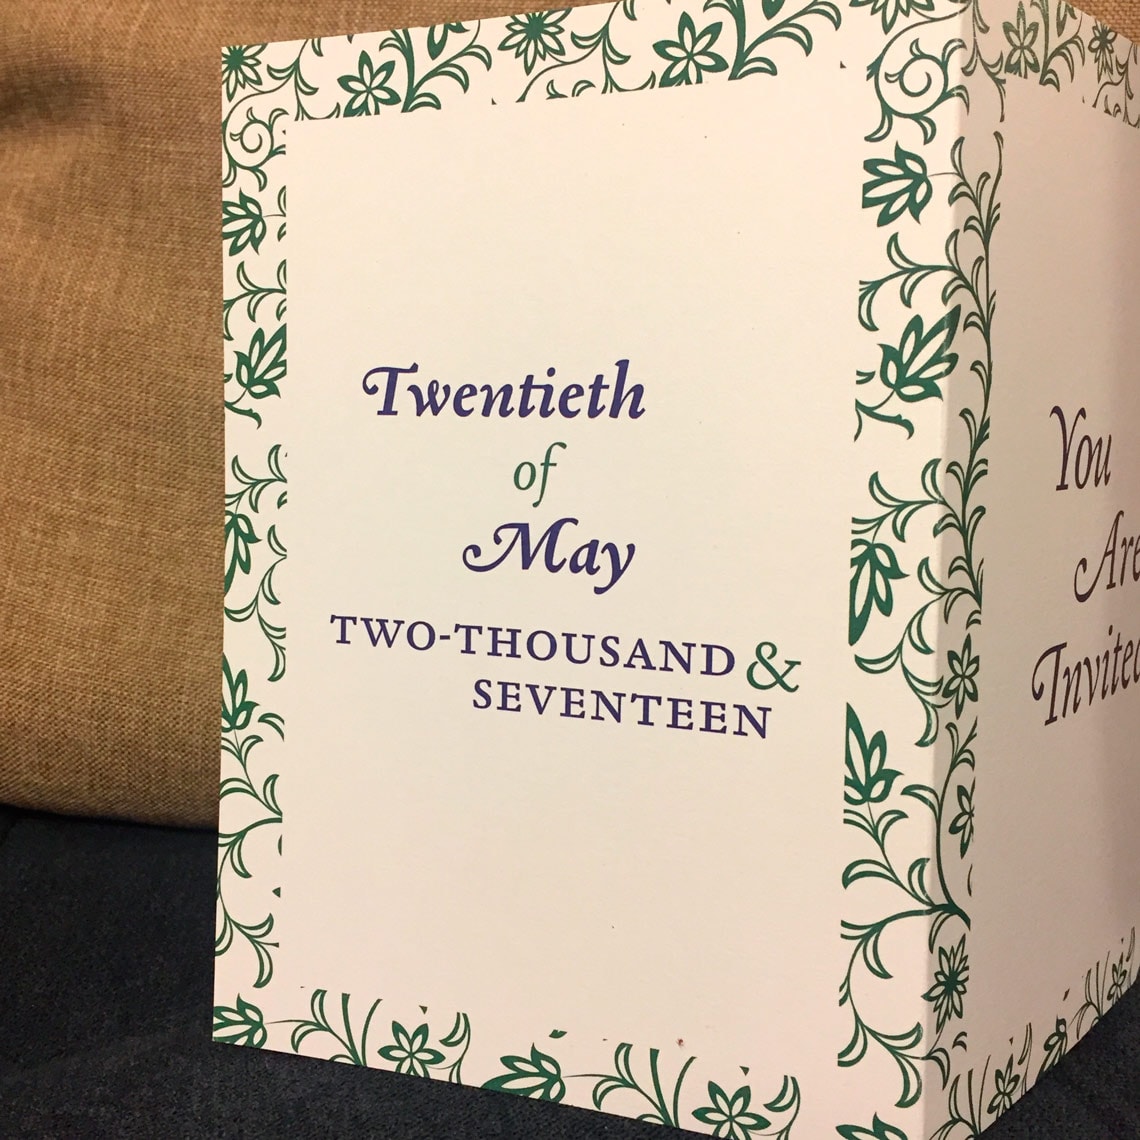 Twentieth
of
May
TWO-THOUSAND &
SEVENTEEN
You
Are
Invited